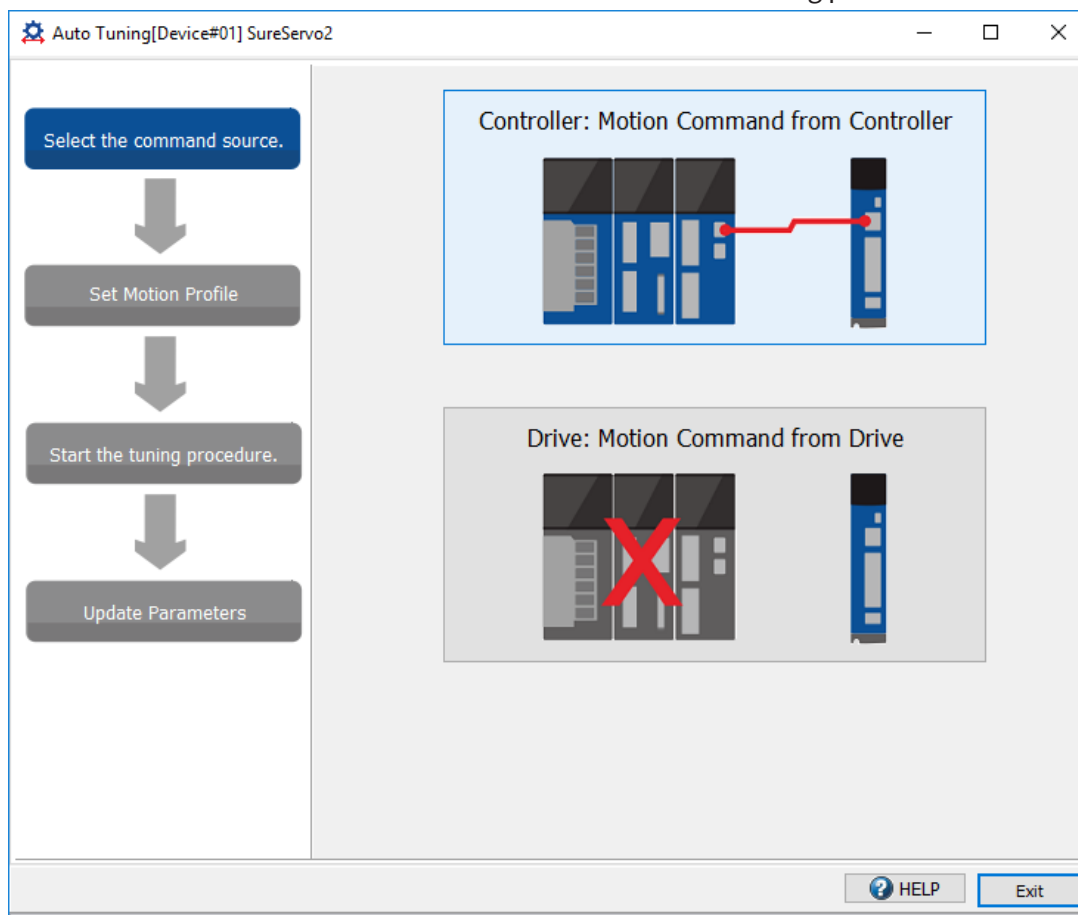 Auto Tuning[Device#01] SureServo2
Select the command source.
Set Motion Profile
Start the tuning procedure.
Update Parameters
Controller: Motion Command from Controller
Drive: Motion Command from Drive
X
HELP
Exit